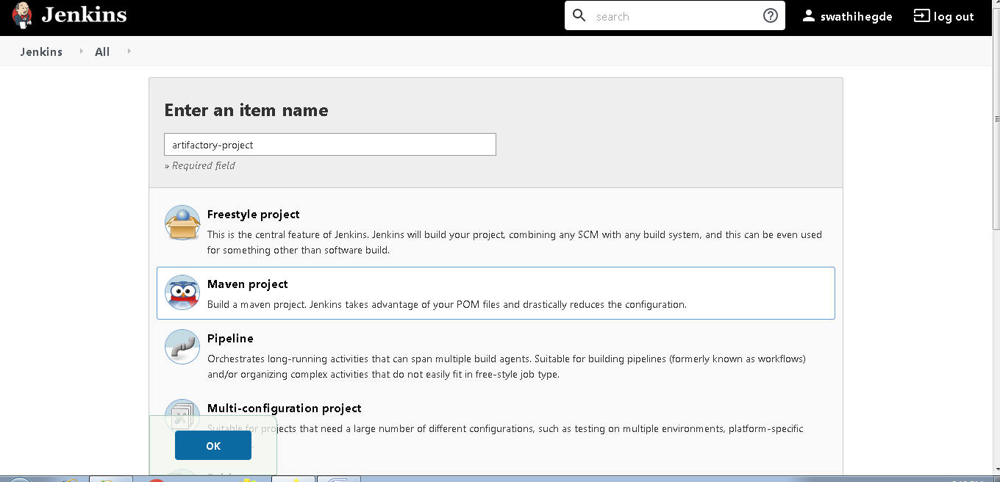 Jenkins
search
swathihegde
log out
Jenkins
All
Enter an item name
artifactory-project
» Required field
Freestyle project
This is the central feature of Jenkins. Jenkins will build your project, combining any SCM with any build system, and this can be even used
for something other than software build.
Maven project
Build a maven project. Jenkins takes advantage of your POM files and drastically reduces the configuration.
Pipeline
Orchestrates long-running activities that can span multiple build agents. Suitable for building pipelines (formerly known as workflows)
and/or organizing complex activities that do not easily fit in free-style job type.
Multi-configuration project
Suitable for projects that need a large number of different configurations, such as testing on multiple environments, platform-specific
OK